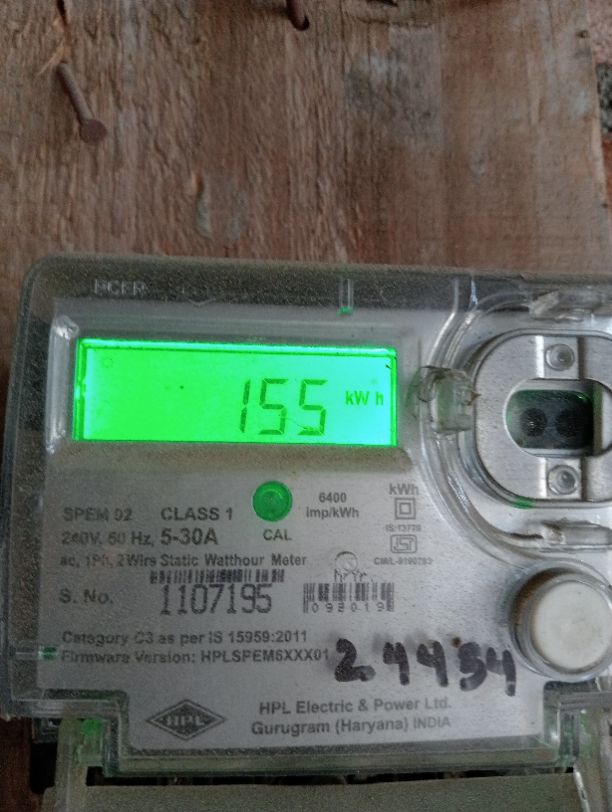 155 kWh
SPEM 02 CLASS 1
6400 imp/kWh
kWh
240V, 50 Hz, 5-30A
CAL
IS:13779
ac, 1Ph, 2Wire Static Watthour Meter
S. No. 1107195
Category C3 as per IS 15959:2011
Firmware Version: HPLSPEM6XXX01
24434
HPL
HPL Electric & Power Ltd.
Gurugram (Haryana) INDIA